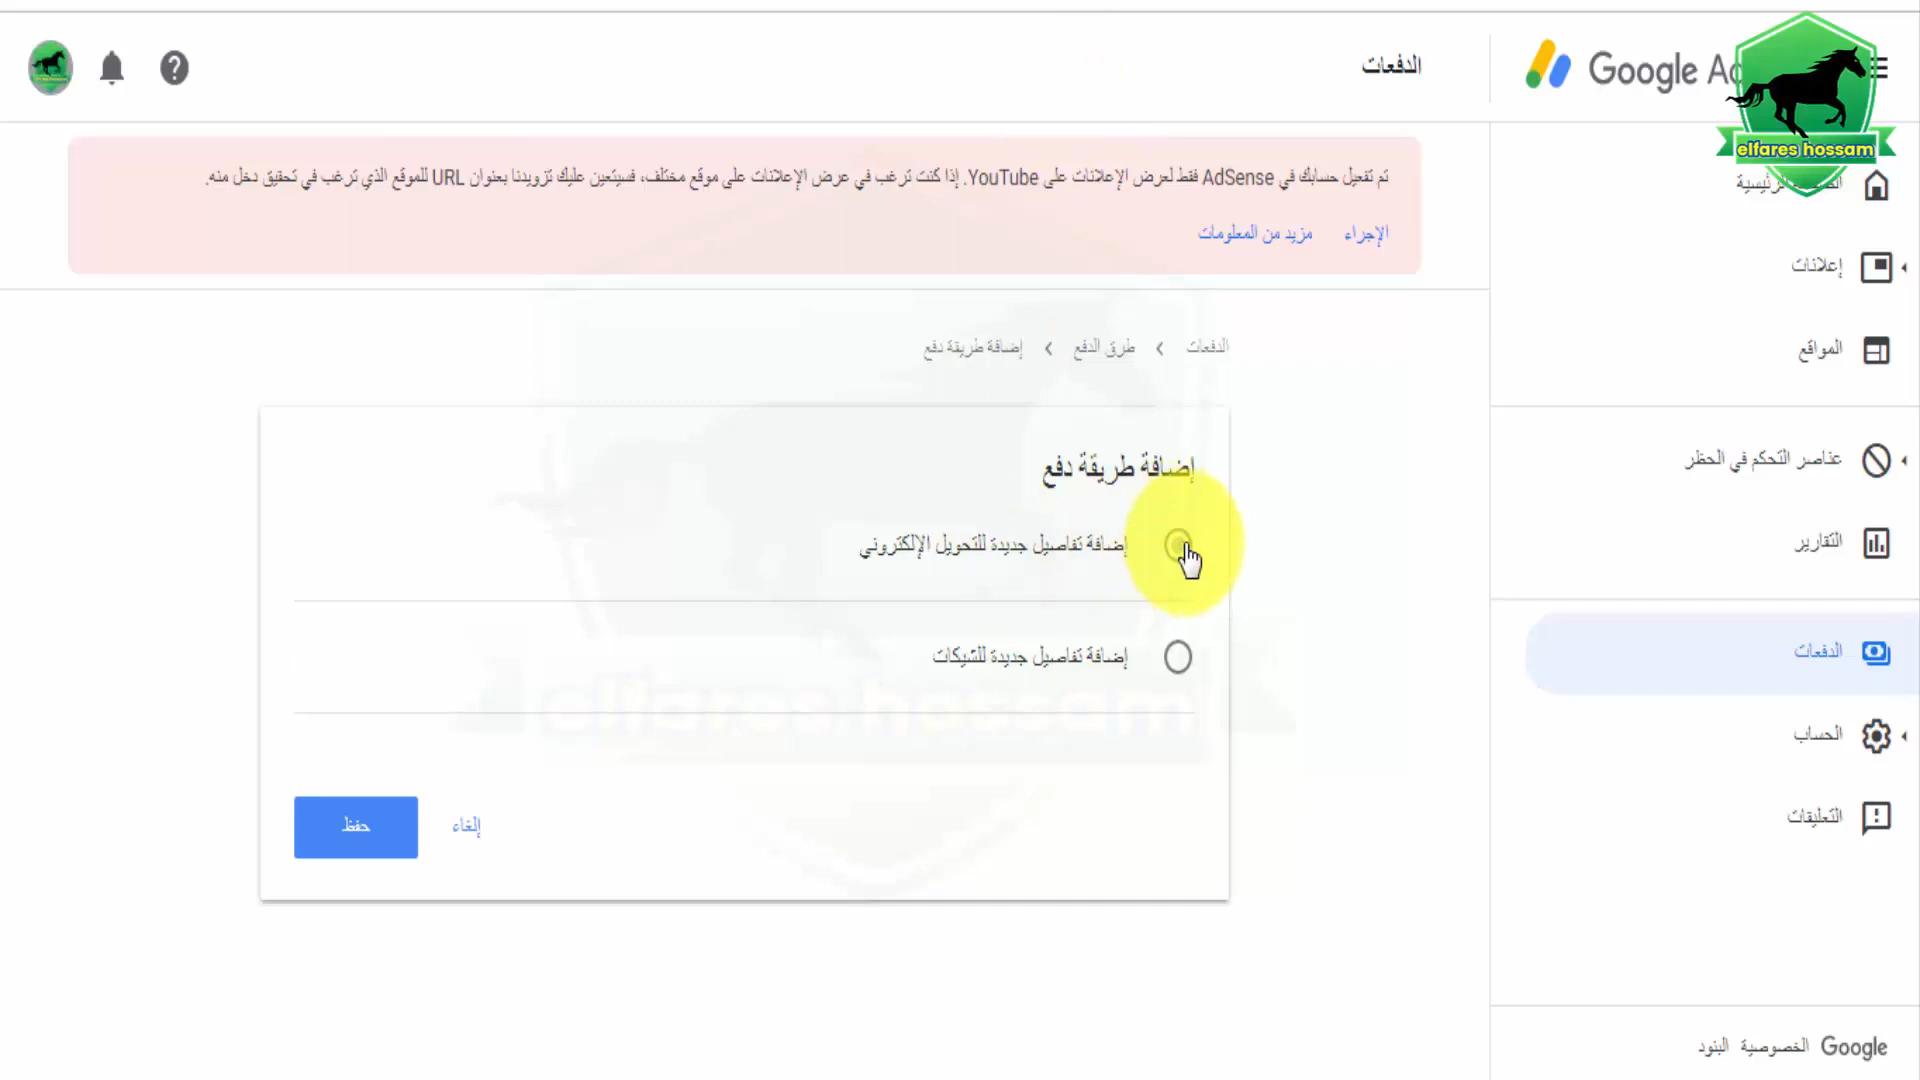 Google Ad
elfares hossam
الدفعات
تم تفعيل حسابك في AdSense فقط لعرض الإعلانات على YouTube. إذا كنت ترغب في عرض الإعلانات على موقع مختلف، فسيتعين عليك تزويدنا بعنوان URL للموقع الذي ترغب في تحقيق دخل منه.
الإجراء مزيد من المعلومات
الرئيسية
إعلانات
المواقع
عناصر التحكم في الحظر
التقارير
الدفعات
الحساب
التعليقات
الدفعات
طرق الدفع
إضافة طريقة دفع
إضافة طريقة دفع
إضافة تفاصيل جديدة للتحويل الإلكتروني
إضافة تفاصيل جديدة للشيكات
elfares hossam
إلغاء
حفظ
Google الخصوصية البنود